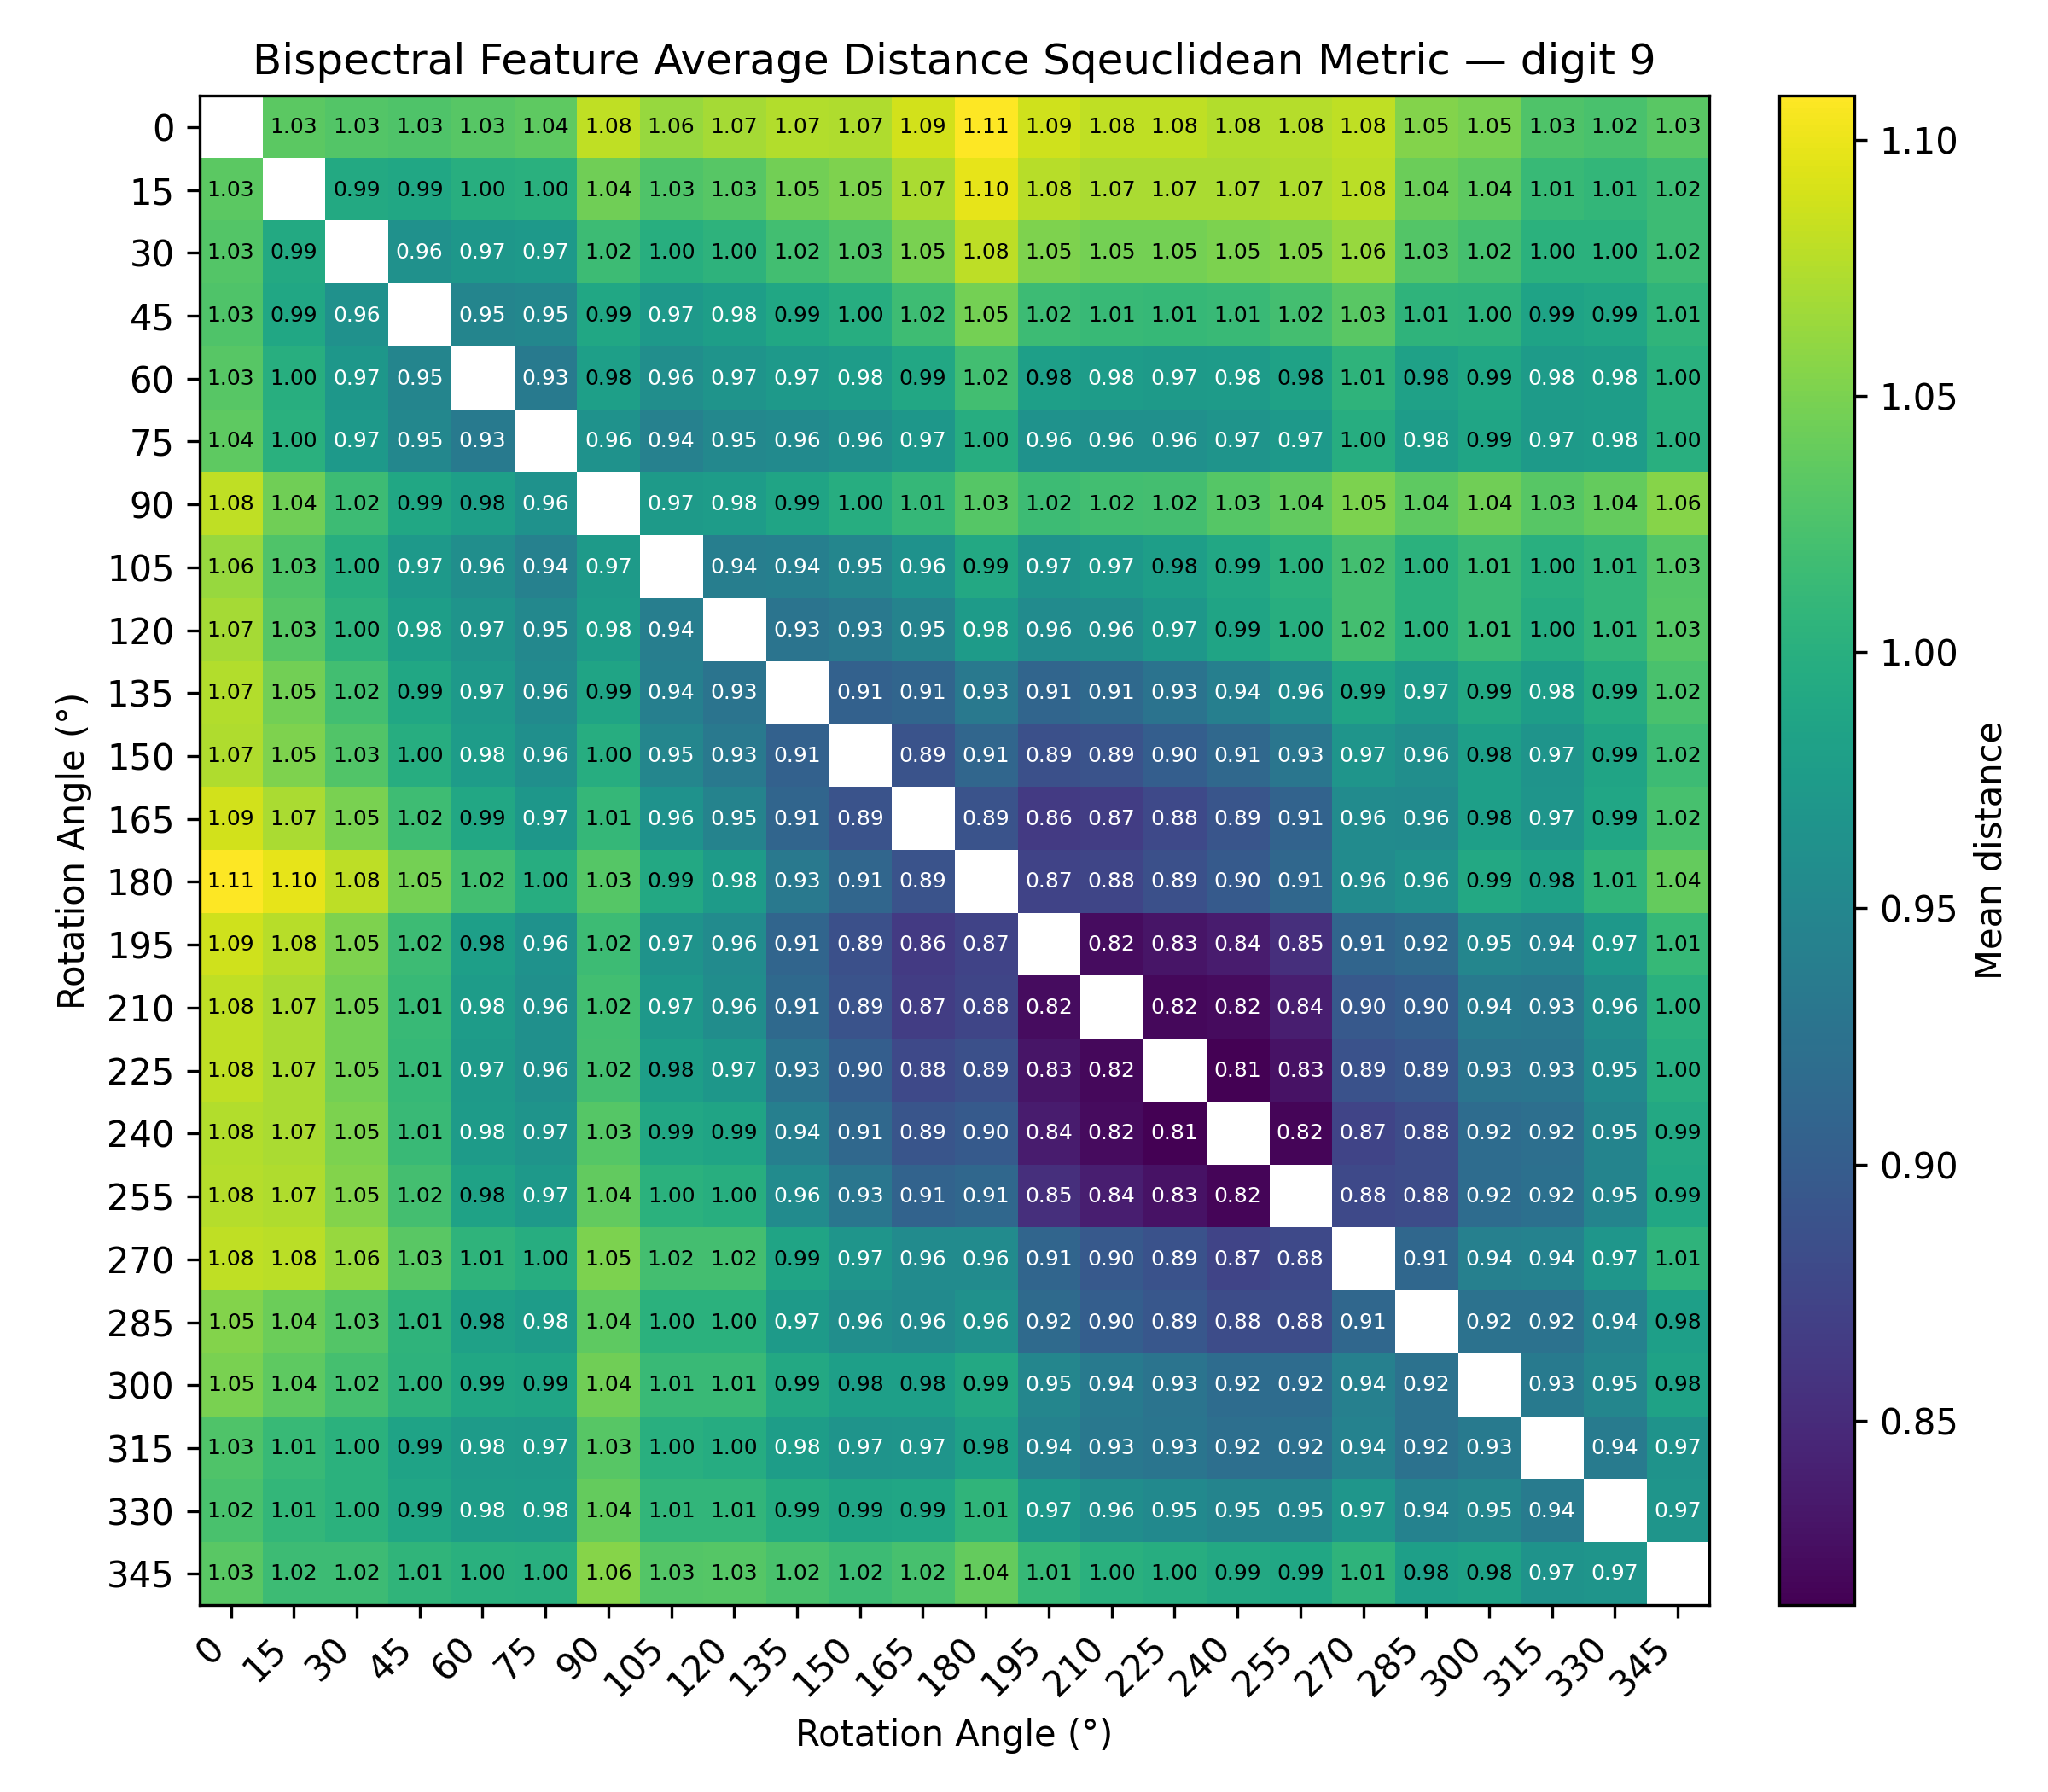 Bispectral Feature Average Distance Sqeuclidean Metric — digit 9
0 1.03 1.03 1.03 1.03 1.04 1.08 1.06 1.07 1.07 1.07 1.09 1.11 1.09 1.08 1.08 1.08 1.08 1.08 1.05 1.05 1.03 1.02 1.03
15 1.03 0.99 0.99 1.00 1.00 1.04 1.03 1.03 1.05 1.05 1.07 1.10 1.08 1.07 1.07 1.07 1.07 1.08 1.04 1.04 1.01 1.01 1.02
30 1.03 0.99 0.96 0.97 0.97 1.02 1.00 1.00 1.02 1.03 1.05 1.08 1.05 1.05 1.05 1.05 1.05 1.06 1.03 1.02 1.00 1.00 1.02
45 1.03 0.99 0.96 0.95 0.95 0.99 0.97 0.98 0.99 1.00 1.02 1.05 1.02 1.01 1.01 1.01 1.02 1.03 1.01 1.00 0.99 0.99 1.01
60 1.03 1.00 0.97 0.95 0.93 0.98 0.96 0.97 0.97 0.98 0.99 1.02 0.98 0.98 0.97 0.98 0.98 1.01 0.98 0.99 0.98 0.98 1.00
75 1.04 1.00 0.97 0.95 0.93 0.96 0.94 0.95 0.96 0.96 0.97 1.00 0.96 0.96 0.96 0.97 0.97 1.00 0.98 0.99 0.97 0.98 1.00
90 1.08 1.04 1.02 0.99 0.98 0.96 0.97 0.98 0.99 1.00 1.01 1.03 1.02 1.02 1.02 1.03 1.04 1.05 1.04 1.04 1.03 1.04 1.06
105 1.06 1.03 1.00 0.97 0.96 0.94 0.97 0.94 0.94 0.95 0.96 0.99 0.97 0.97 0.98 0.99 1.00 1.02 1.00 1.01 1.00 1.01 1.03
120 1.07 1.03 1.00 0.98 0.97 0.95 0.98 0.94 0.93 0.93 0.95 0.98 0.96 0.96 0.97 0.99 1.00 1.02 1.00 1.01 1.00 1.01 1.03
135 1.07 1.05 1.02 0.99 0.97 0.96 0.99 0.94 0.93 0.91 0.91 0.93 0.91 0.91 0.93 0.94 0.96 0.99 0.97 0.99 0.98 0.99 1.02
150 1.07 1.05 1.03 1.00 0.98 0.96 1.00 0.95 0.93 0.91 0.89 0.91 0.89 0.89 0.90 0.91 0.93 0.97 0.96 0.98 0.97 0.99 1.02
165 1.09 1.07 1.05 1.02 0.99 0.97 1.01 0.96 0.95 0.91 0.89 0.89 0.86 0.87 0.88 0.89 0.91 0.96 0.96 0.98 0.97 0.99 1.02
180 1.11 1.10 1.08 1.05 1.02 1.00 1.03 0.99 0.98 0.93 0.91 0.89 0.87 0.88 0.89 0.90 0.91 0.96 0.96 0.99 0.98 1.01 1.04
195 1.09 1.08 1.05 1.02 0.98 0.96 1.02 0.97 0.96 0.91 0.89 0.86 0.87 0.82 0.83 0.84 0.85 0.91 0.92 0.95 0.94 0.97 1.01
210 1.08 1.07 1.05 1.01 0.98 0.96 1.02 0.97 0.96 0.91 0.89 0.87 0.88 0.82 0.82 0.82 0.84 0.90 0.90 0.94 0.93 0.96 1.00
225 1.08 1.07 1.05 1.01 0.97 0.96 1.02 0.98 0.97 0.93 0.90 0.88 0.89 0.83 0.82 0.81 0.83 0.89 0.89 0.93 0.93 0.95 1.00
240 1.08 1.07 1.05 1.01 0.98 0.97 1.03 0.99 0.99 0.94 0.91 0.89 0.90 0.84 0.82 0.81 0.82 0.87 0.88 0.92 0.92 0.95 0.99
255 1.08 1.07 1.05 1.02 0.98 0.97 1.04 1.00 1.00 0.96 0.93 0.91 0.91 0.85 0.84 0.83 0.82 0.88 0.88 0.92 0.92 0.95 0.99
270 1.08 1.08 1.06 1.03 1.01 1.00 1.05 1.02 1.02 0.99 0.97 0.96 0.96 0.91 0.90 0.89 0.87 0.88 0.91 0.94 0.94 0.97 1.01
285 1.05 1.04 1.03 1.01 0.98 0.98 1.04 1.00 1.00 0.97 0.96 0.96 0.96 0.92 0.90 0.89 0.88 0.88 0.91 0.92 0.92 0.94 0.98
300 1.05 1.04 1.02 1.00 0.99 0.99 1.04 1.01 1.01 0.99 0.98 0.98 0.99 0.95 0.94 0.93 0.92 0.92 0.94 0.92 0.93 0.95 0.98
315 1.03 1.01 1.00 0.99 0.98 0.97 1.03 1.00 1.00 0.98 0.97 0.97 0.98 0.94 0.93 0.93 0.92 0.92 0.94 0.92 0.93 0.94 0.97
330 1.02 1.01 1.00 0.99 0.98 0.98 1.04 1.01 1.01 0.99 0.99 0.99 1.01 0.97 0.96 0.95 0.95 0.95 0.97 0.94 0.95 0.94 0.97
345 1.03 1.02 1.02 1.01 1.00 1.00 1.06 1.03 1.03 1.02 1.02 1.02 1.04 1.01 1.00 1.00 0.99 0.99 1.01 0.98 0.98 0.97 0.97
0 15 30 45 60 75 90 105 120 135 150 165 180 195 210 225 240 255 270 285 300 315 330 345
Rotation Angle (°)
Rotation Angle (°)
1.10
1.05
1.00
0.95
0.90
0.85
Mean distance